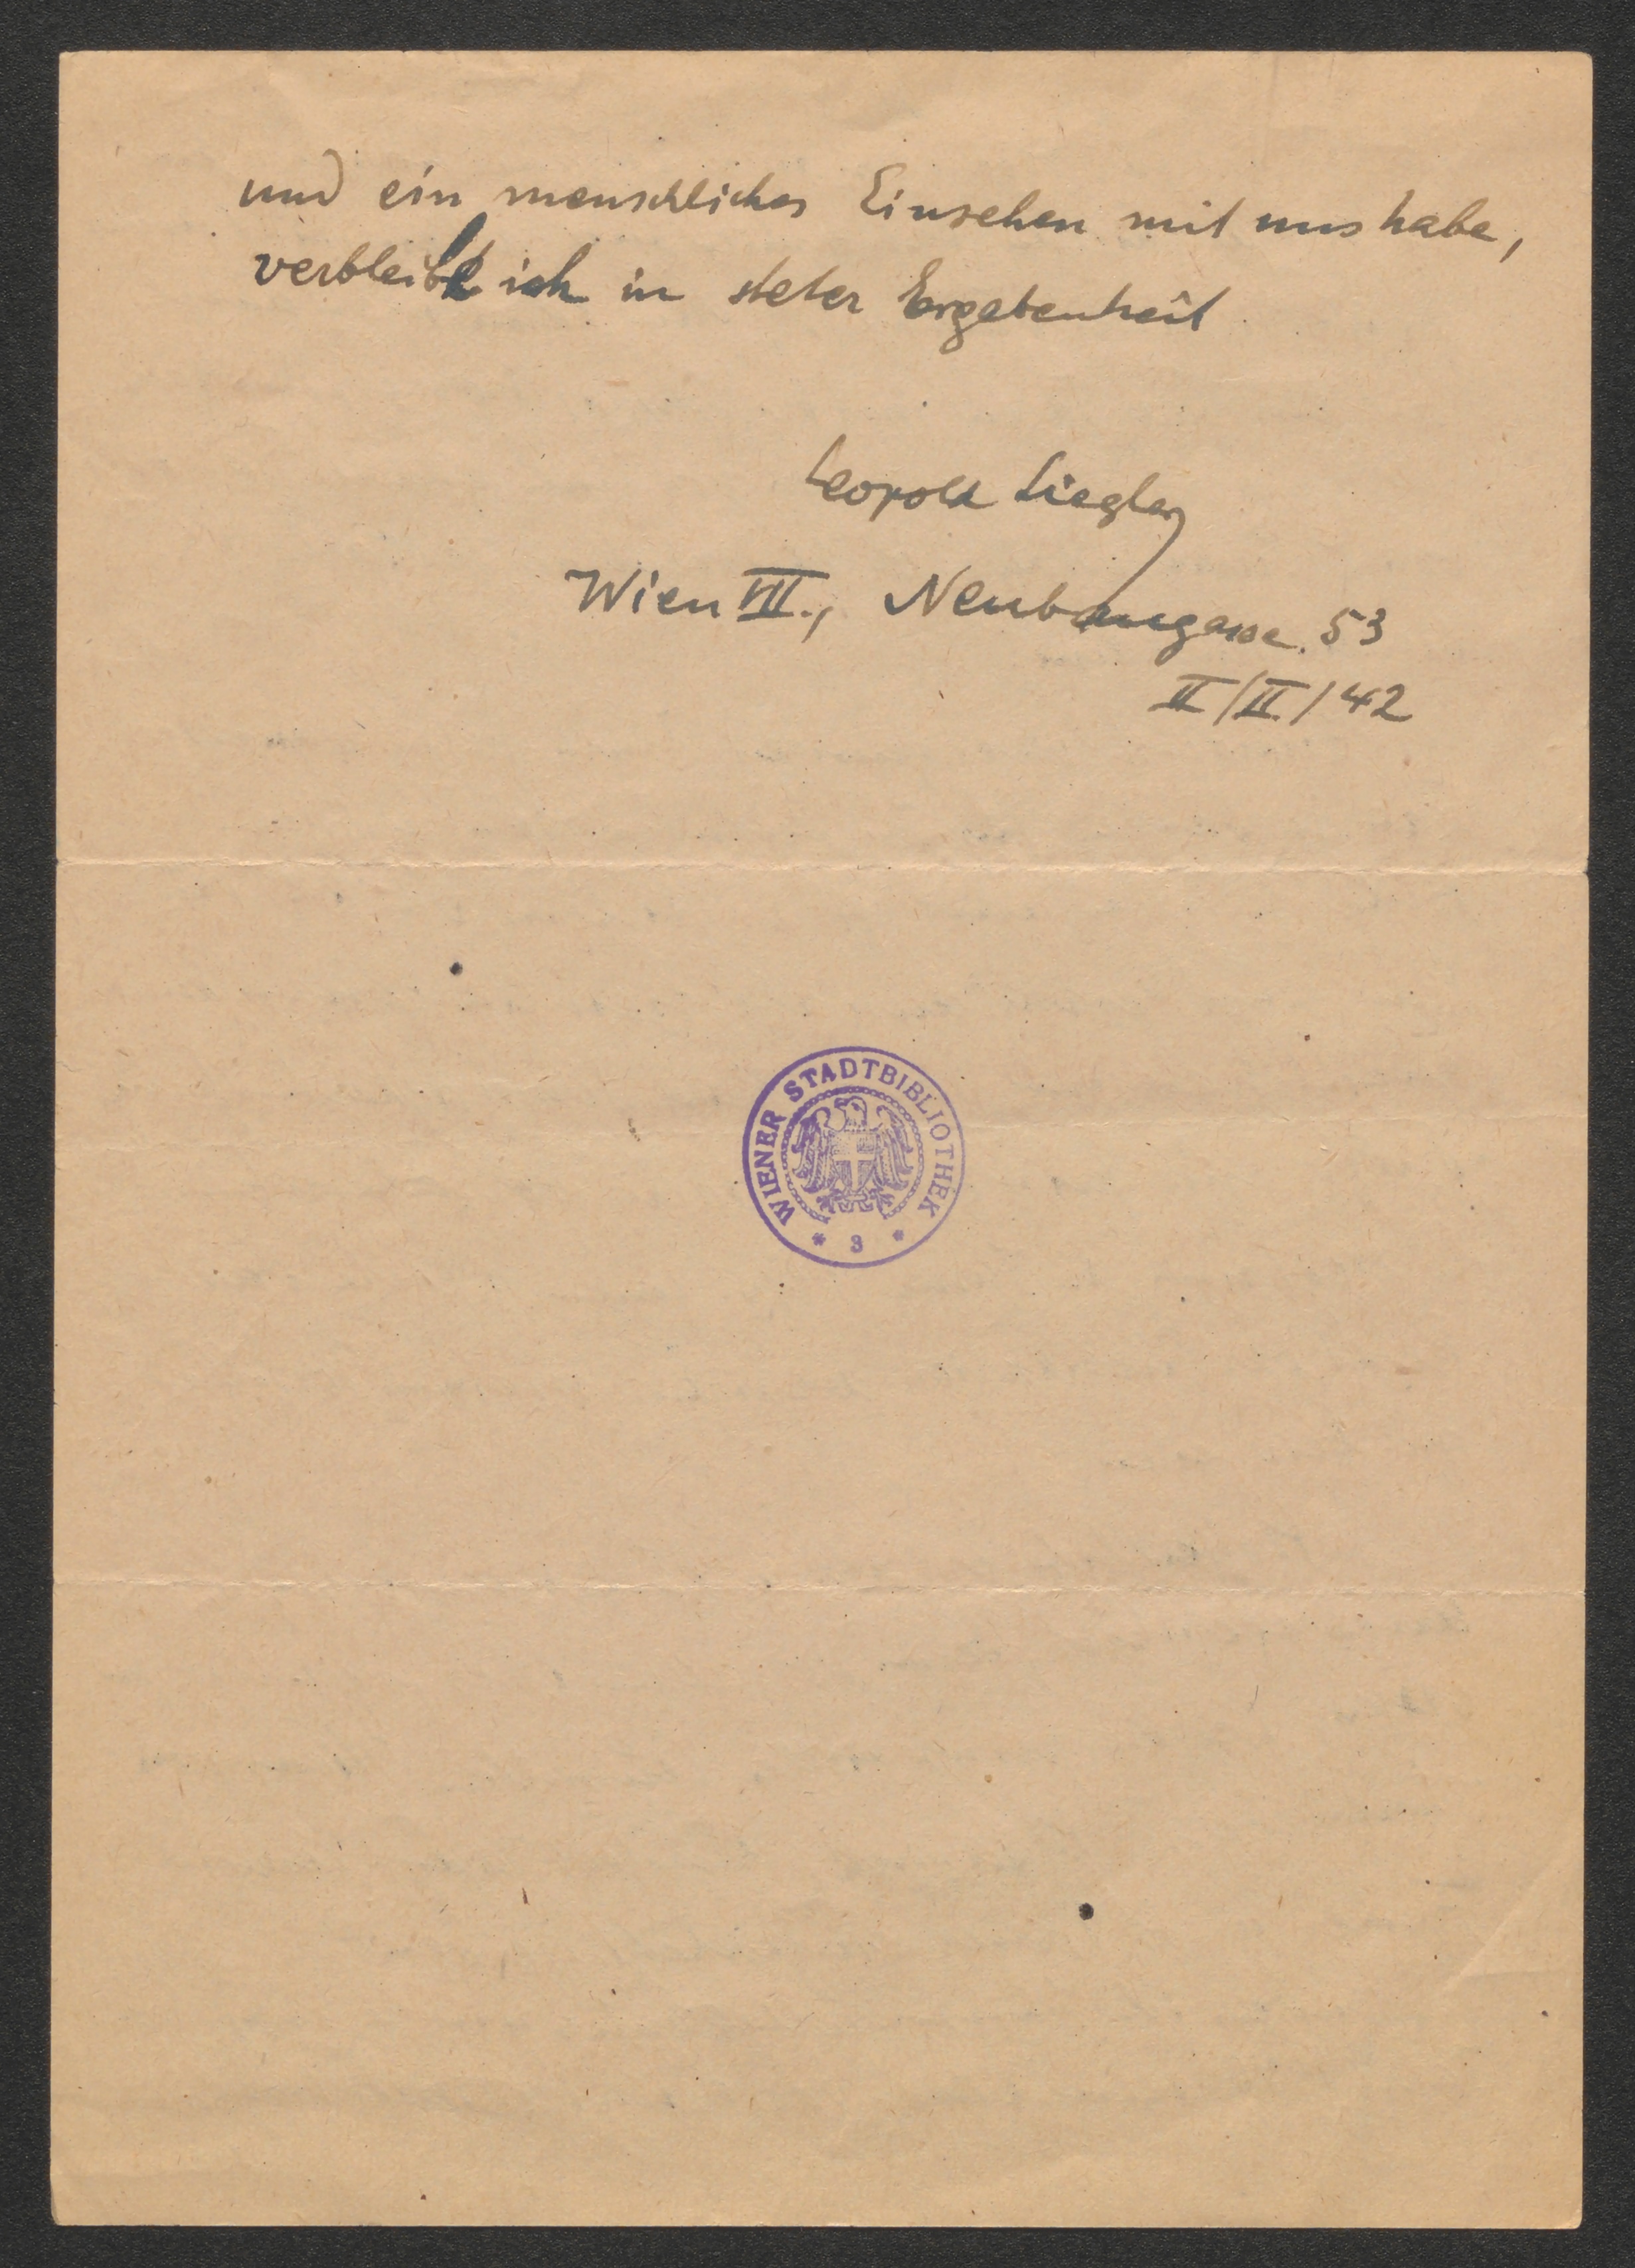 und ein menschliches Einsehen mit uns habe,
verbleibe ich in steter Ergebenheit
Leopold Liegler
Wien VII., Neubaugasse 53
II/II/42
WIENER STADTBIBLIOTHEK
* 3 *